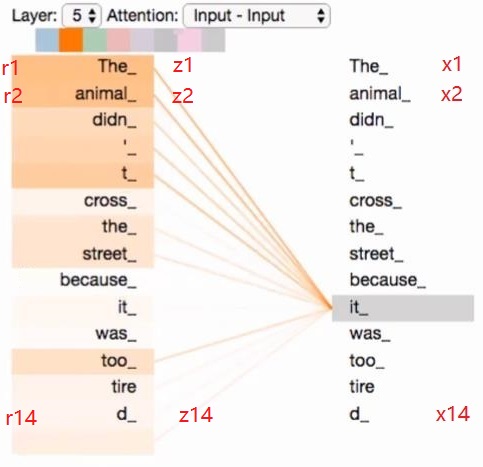 Layer: 5 Attention: Input - Input
r1 The_ z1 The_ x1
r2 animal_ z2 animal_ x2
didn_ didn_
'_ '_
t_ t_
cross_ cross_
the_ the_
street_ street_
because_ because_
it_ it_
was_ was_
too_ too_
tire tire
r14 d_ z14 d_ x14